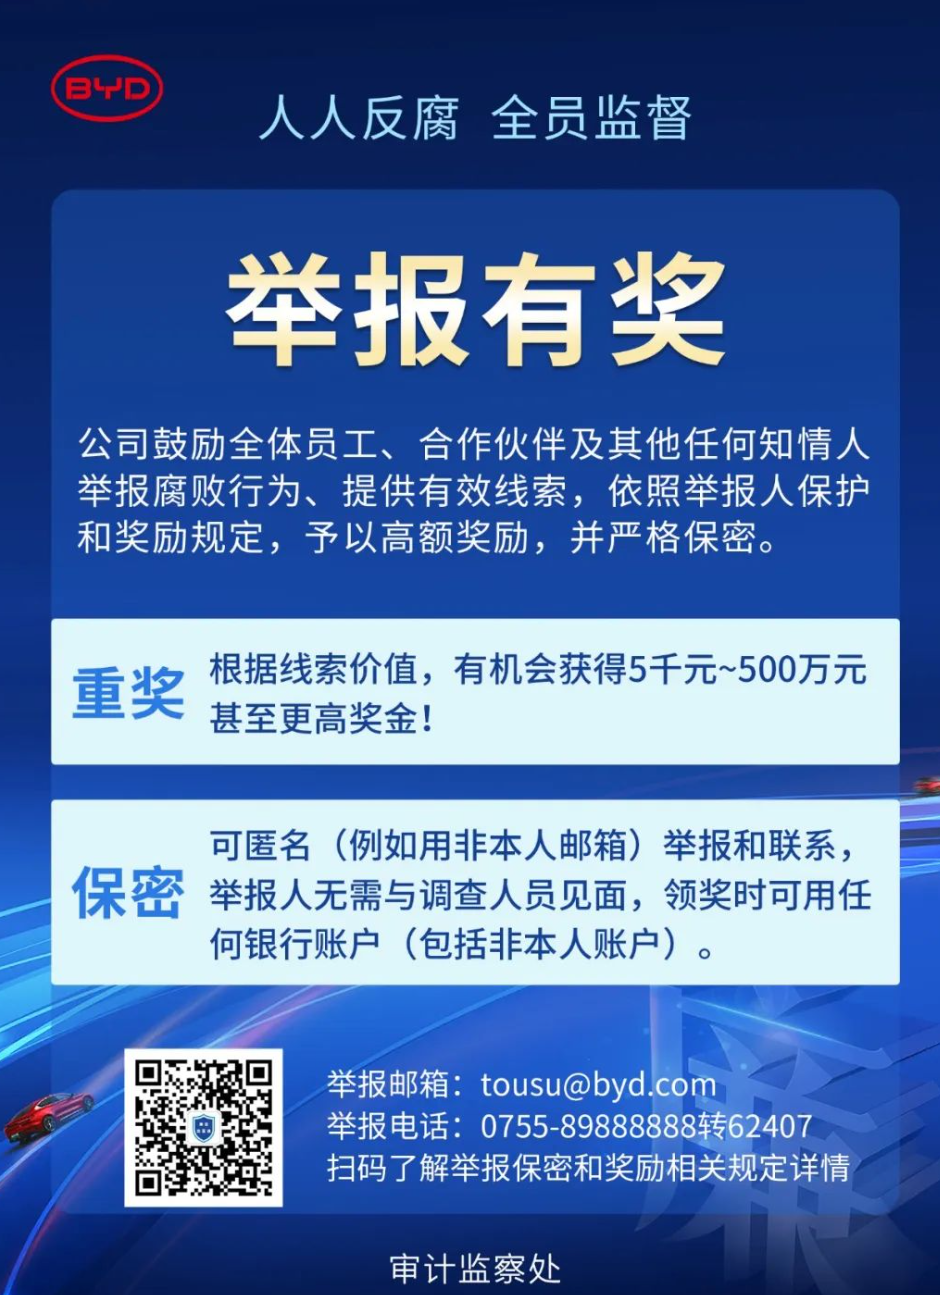 BYD
人人反腐 全员监督
举报有奖
公司鼓励全体员工、合作伙伴及其他任何知情人
举报腐败行为、提供有效线索，依照举报人保护
和奖励规定，予以高额奖励，并严格保密。
重奖
根据线索价值，有机会获得5千元~500万元
甚至更高奖金！
保密
可匿名（例如用非本人邮箱）举报和联系，
举报人无需与调查人员见面，领奖时可用任
何银行账户（包括非本人账户）。
举报邮箱：tousu@byd.com
举报电话：0755-89888888转62407
扫码了解举报保密和奖励相关规定详情
廉
审计监察处